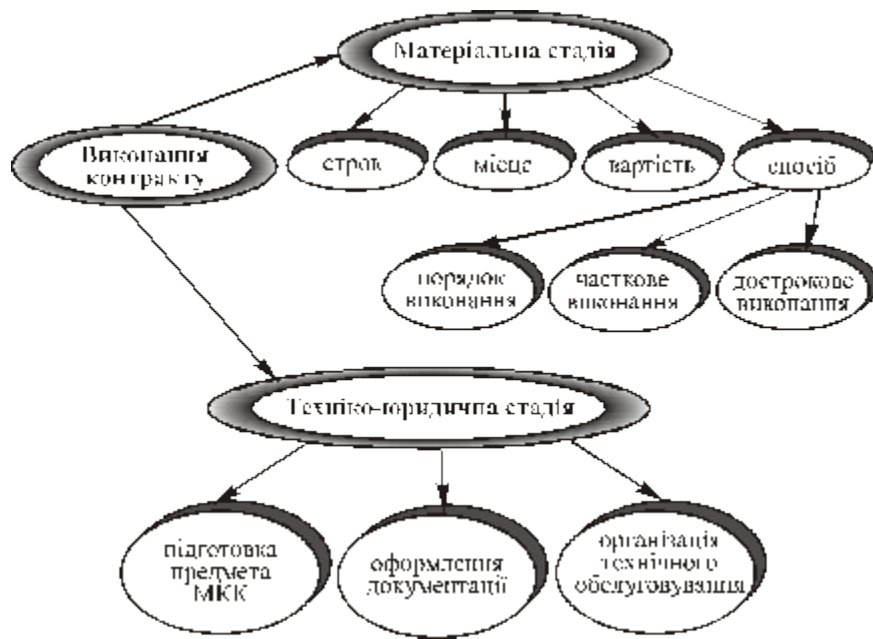 Матеріальна стадія
Виконання
контракту
строк
місце
вартість
спосіб
порядок
виконання
часткове
виконання
дострокове
виконання
Техніко-юридична стадія
підготовка
предмета
МКК
оформлення
документації
організація
технічного
обслуговування